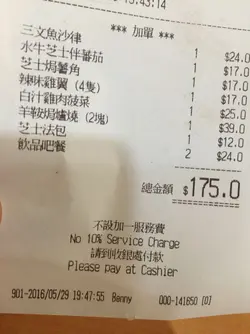 *** 加單 ***
三文魚沙律 1 $24.0
水牛芝士伴蕃茄 1 $17.0
芝士焗薯角 1 $17.0
辣味雞翼 (4隻) 1 $17.0
白汁雞肉菠菜 1 $25.0
羊鞍焗爐燒 (2塊) 1 $39.0
芝士法包 1 $12.0
飲品吧餐 2 $24.0
總金額 $175.0
不設加一服務費
No 10% Service Charge
請到收銀處付款
Please pay at Cashier
901-2016/05/29 19:47:55 Benny 000-141650 [0]